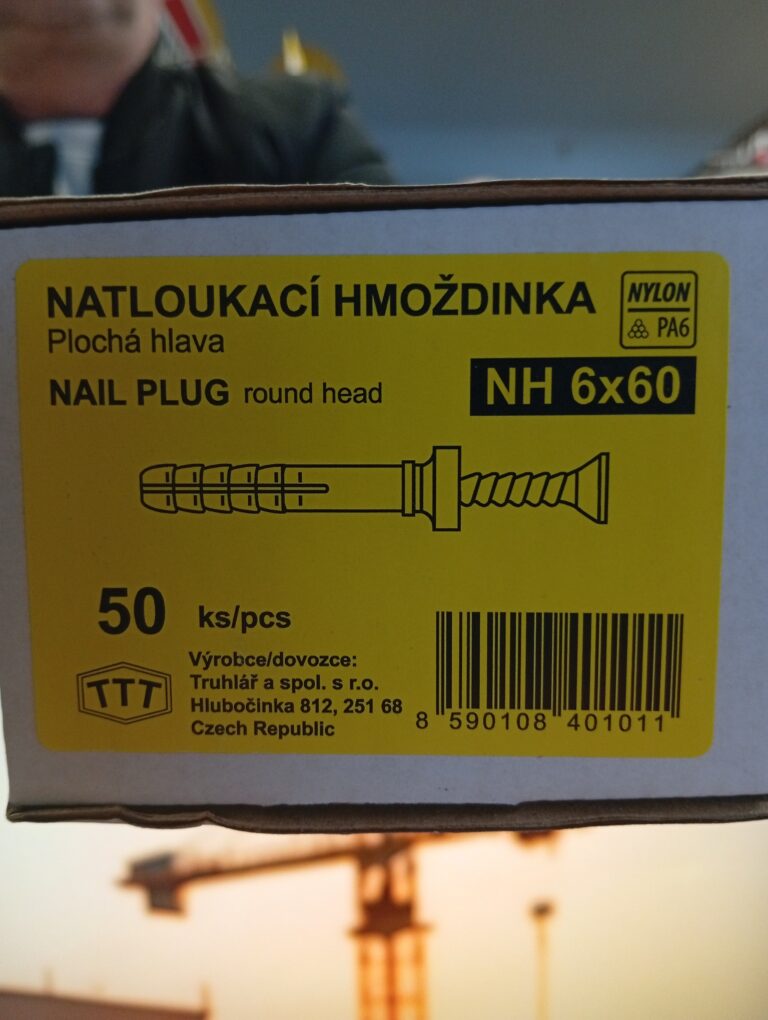 NATLOUKACÍ HMOŽDINKA
Plochá hlava
NYLON
PA6
NAIL PLUG round head
NH 6x60
50 ks/pcs
TTT
Výrobce/dovozce:
Truhlář a spol. s r.o.
Hlubočinka 812, 251 68
Czech Republic
8 590108 401011